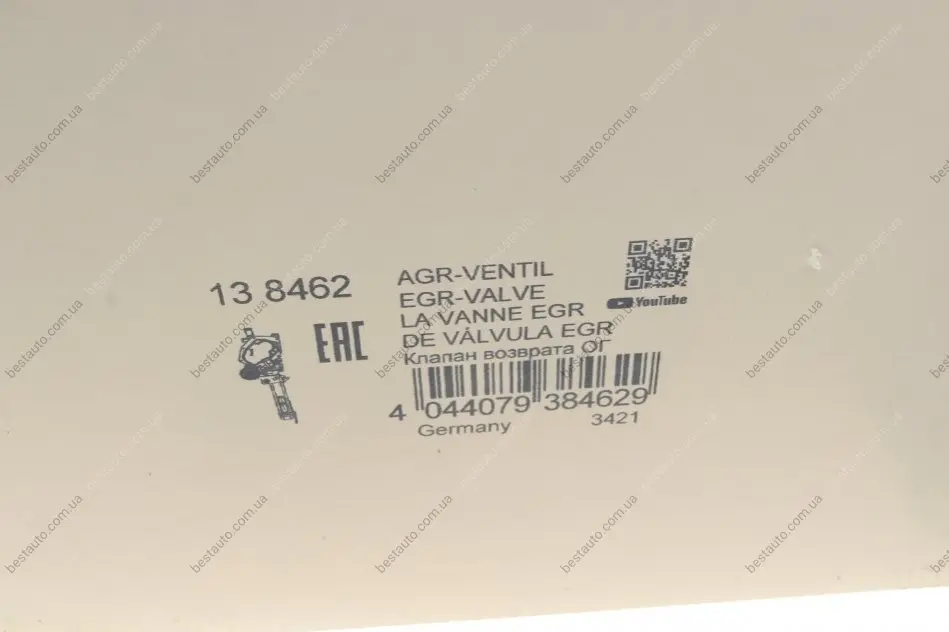 13 8462
EAC
AGR-VENTIL
EGR-VALVE
LA VANNE EGR
DE VÁLVULA EGR
Клапан возврата ОГ
YouTube
4 044079 384629
Germany
3421
bestauto.com.ua